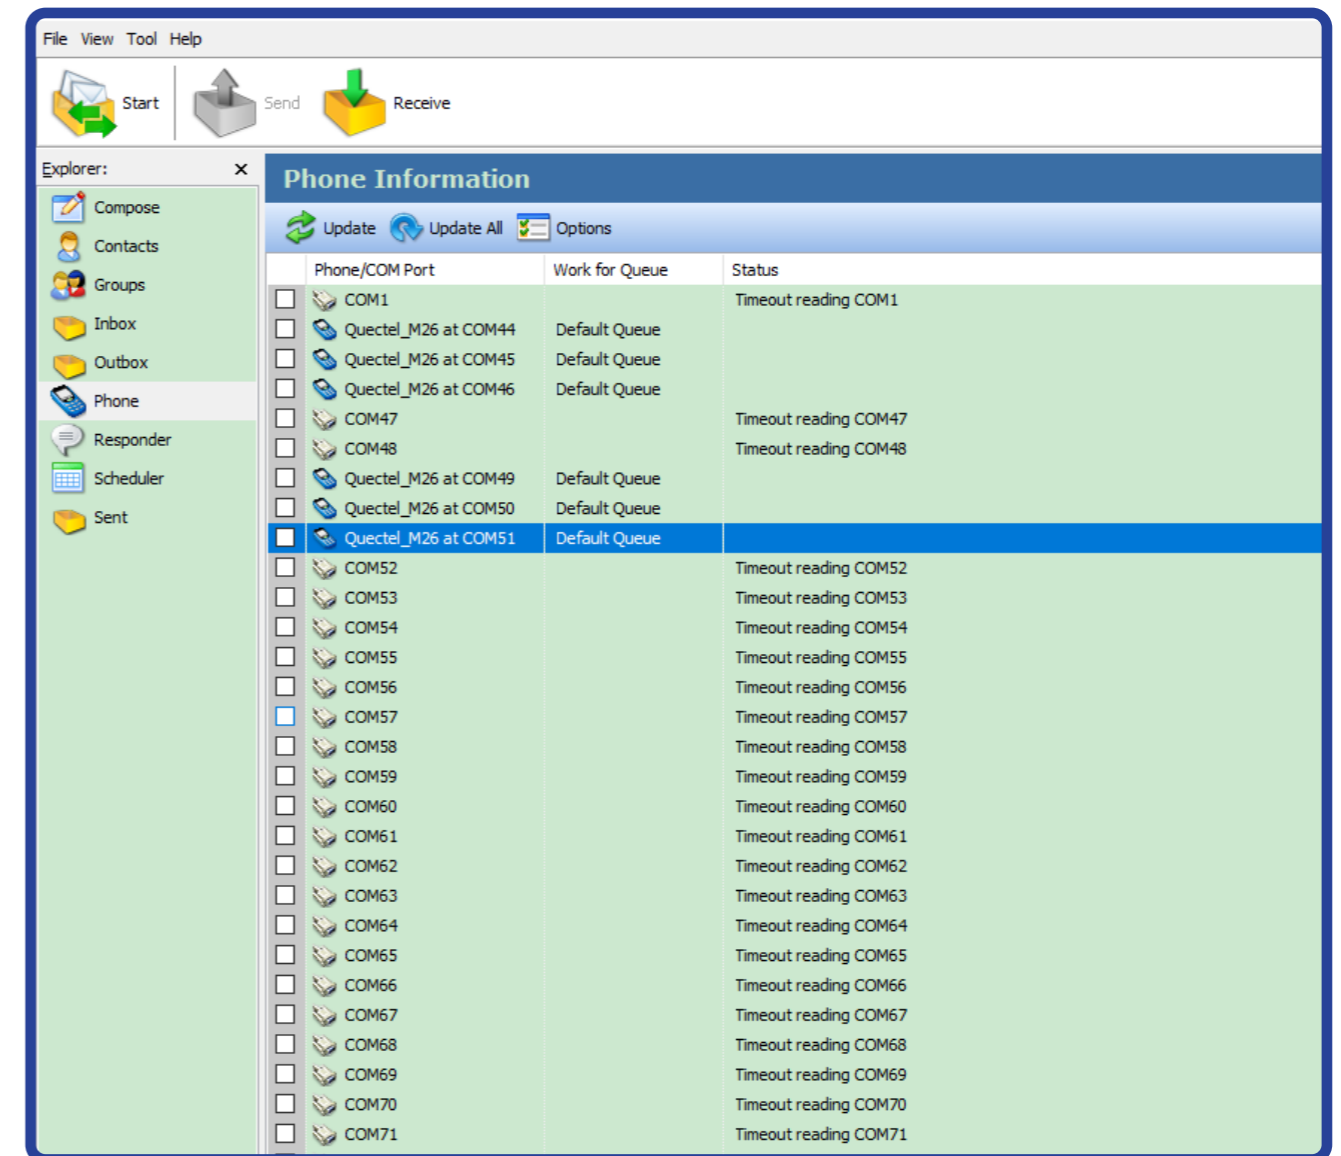 File View Tool Help
Start Send Receive
Explorer: x
Compose
Contacts
Groups
Inbox
Outbox
Phone
Responder
Scheduler
Sent
Phone Information
Update Update All Options
Phone/COM Port Work for Queue Status
COM1 Timeout reading COM1
Quectel_M26 at COM44 Default Queue
Quectel_M26 at COM45 Default Queue
Quectel_M26 at COM46 Default Queue
COM47 Timeout reading COM47
COM48 Timeout reading COM48
Quectel_M26 at COM49 Default Queue
Quectel_M26 at COM50 Default Queue
Quectel_M26 at COM51 Default Queue
COM52 Timeout reading COM52
COM53 Timeout reading COM53
COM54 Timeout reading COM54
COM55 Timeout reading COM55
COM56 Timeout reading COM56
COM57 Timeout reading COM57
COM58 Timeout reading COM58
COM59 Timeout reading COM59
COM60 Timeout reading COM60
COM61 Timeout reading COM61
COM62 Timeout reading COM62
COM63 Timeout reading COM63
COM64 Timeout reading COM64
COM65 Timeout reading COM65
COM66 Timeout reading COM66
COM67 Timeout reading COM67
COM68 Timeout reading COM68
COM69 Timeout reading COM69
COM70 Timeout reading COM70
COM71 Timeout reading COM71